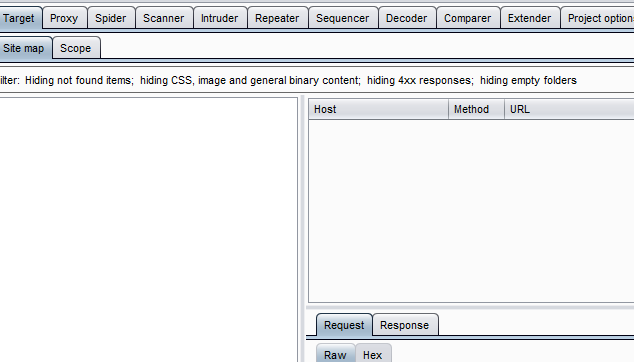 Target Proxy Spider Scanner Intruder Repeater Sequencer Decoder Comparer Extender Project option
Site map Scope
ilter: Hiding not found items; hiding CSS, image and general binary content; hiding 4xx responses; hiding empty folders
Host Method URL
Request Response
Raw Hex